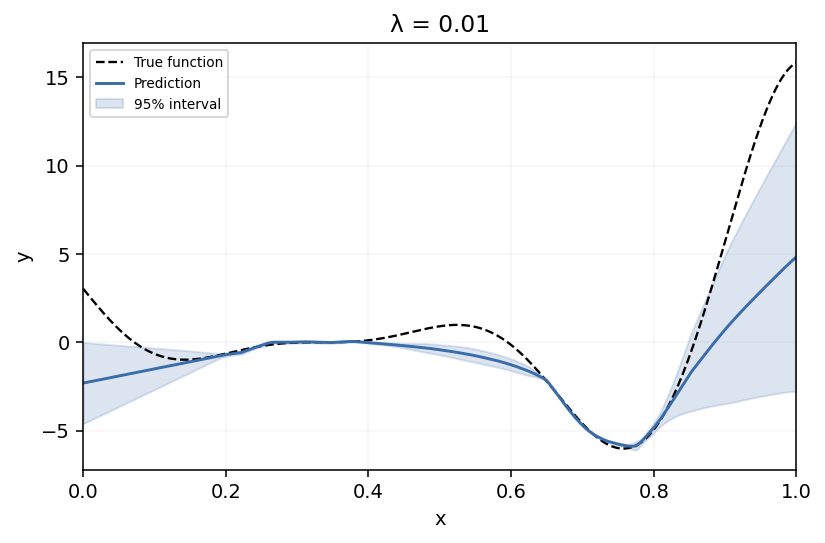 λ = 0.01
True function
Prediction
95% interval
y
15
10
5
0
−5
0.0 0.2 0.4 0.6 0.8 1.0
x